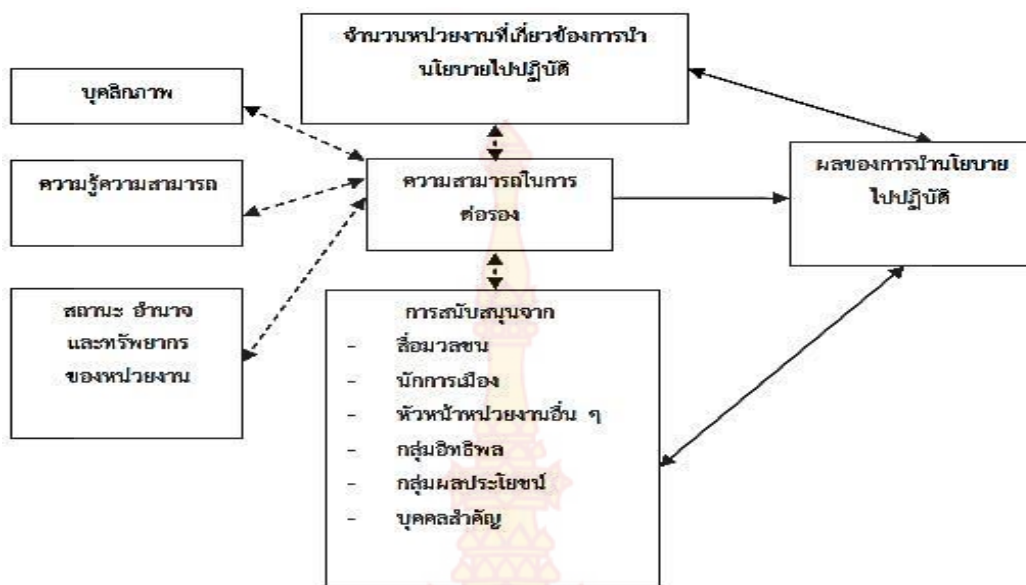 จำนวนหน่วยงานที่เกี่ยวข้องการนำ
นโยบายไปปฏิบัติ
บุคลิกภาพ
ความรู้ความสามารถ
ความสามารถในการ
ต่อรอง
ผลของการนำนโยบาย
ไปปฏิบัติ
สถานะ อำนาจ
และทรัพยากร
ของหน่วยงาน
การสนับสนุนจาก
- สื่อมวลชน
- นักการเมือง
- หัวหน้าหน่วยงานอื่น ๆ
- กลุ่มอิทธิพล
- กลุ่มผลประโยชน์
- บุคคลสำคัญ